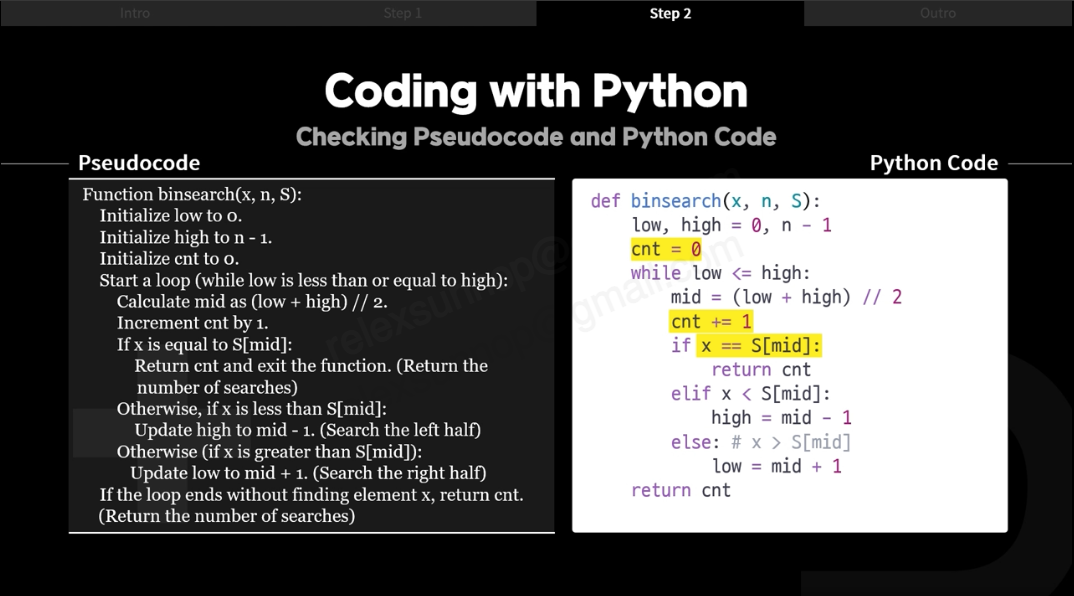 Intro
Step 1
Step 2
Outro
Coding with Python
Checking Pseudocode and Python Code
Pseudocode
Function binsearch(x, n, S):
Initialize low to 0.
Initialize high to n - 1.
Initialize cnt to 0.
Start a loop (while low is less than or equal to high):
Calculate mid as (low + high) // 2.
Increment cnt by 1.
If x is equal to S[mid]:
Return cnt and exit the function. (Return the
number of searches)
Otherwise, if x is less than S[mid]:
Update high to mid - 1. (Search the left half)
Otherwise (if x is greater than S[mid]):
Update low to mid + 1. (Search the right half)
If the loop ends without finding element x, return cnt.
(Return the number of searches)
Python Code
def binsearch(x, n, S):
low, high = 0, n - 1
cnt = 0
while low <= high:
mid = (low + high) // 2
cnt += 1
if x == S[mid]:
return cnt
elif x < S[mid]:
high = mid - 1
else: # x > S[mid]
low = mid + 1
return cnt